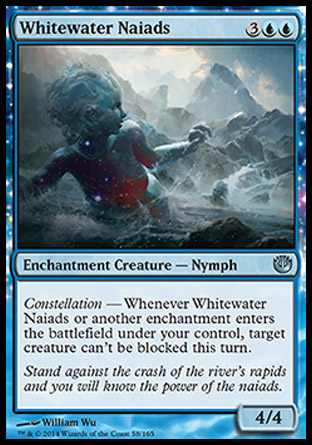 Whitewater Naiads 3
Enchantment Creature — Nymph
Constellation — Whenever Whitewater
Naiads or another enchantment enters
the battlefield under your control, target
creature can't be blocked this turn.
Stand against the crash of the river's rapids
and you will know the power of the naiads.
William Wu
™ & © 2014 Wizards of the Coast 58/165
4/4